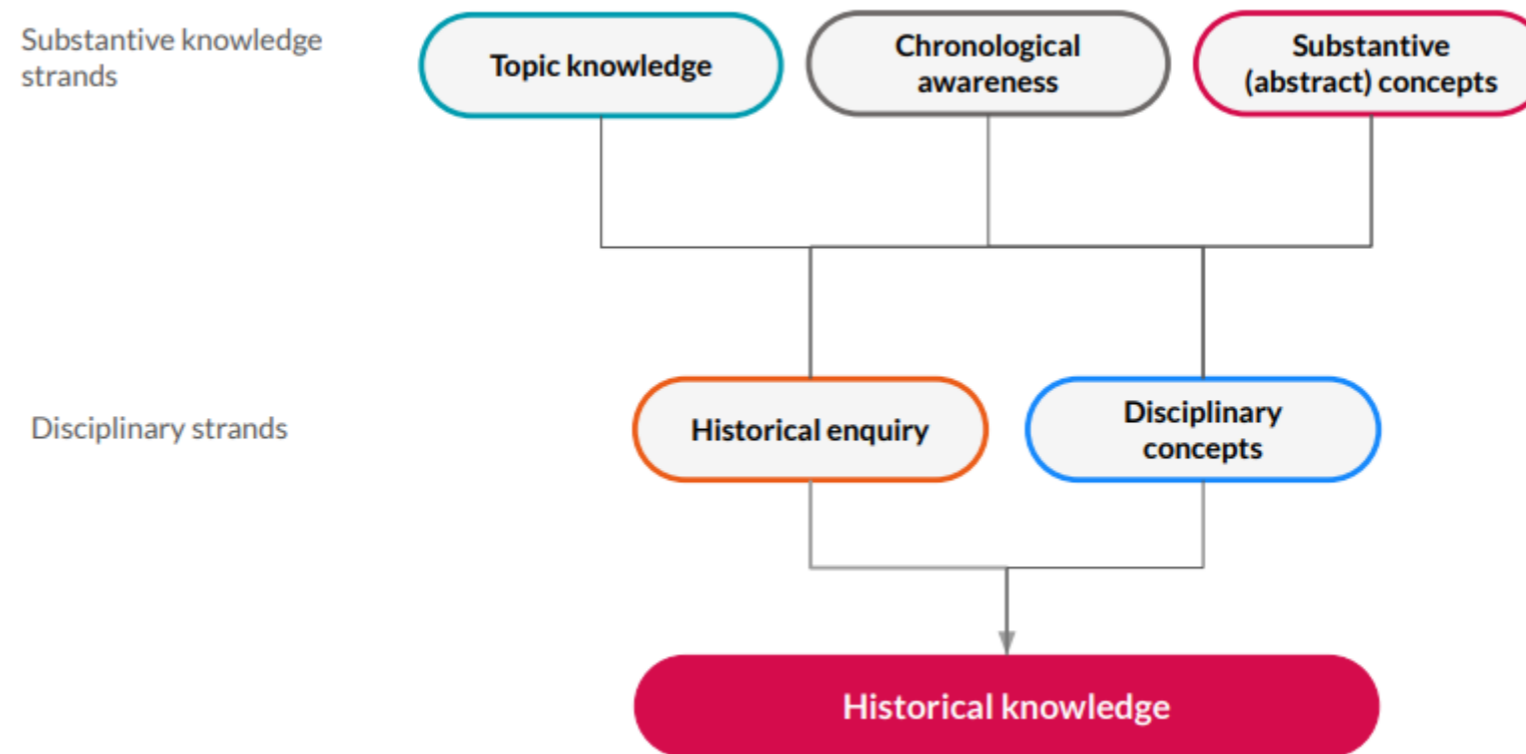 Substantive knowledge
strands
Topic knowledge
Chronological
awareness
Substantive
(abstract) concepts
Disciplinary strands
Historical enquiry
Disciplinary
concepts
Historical knowledge